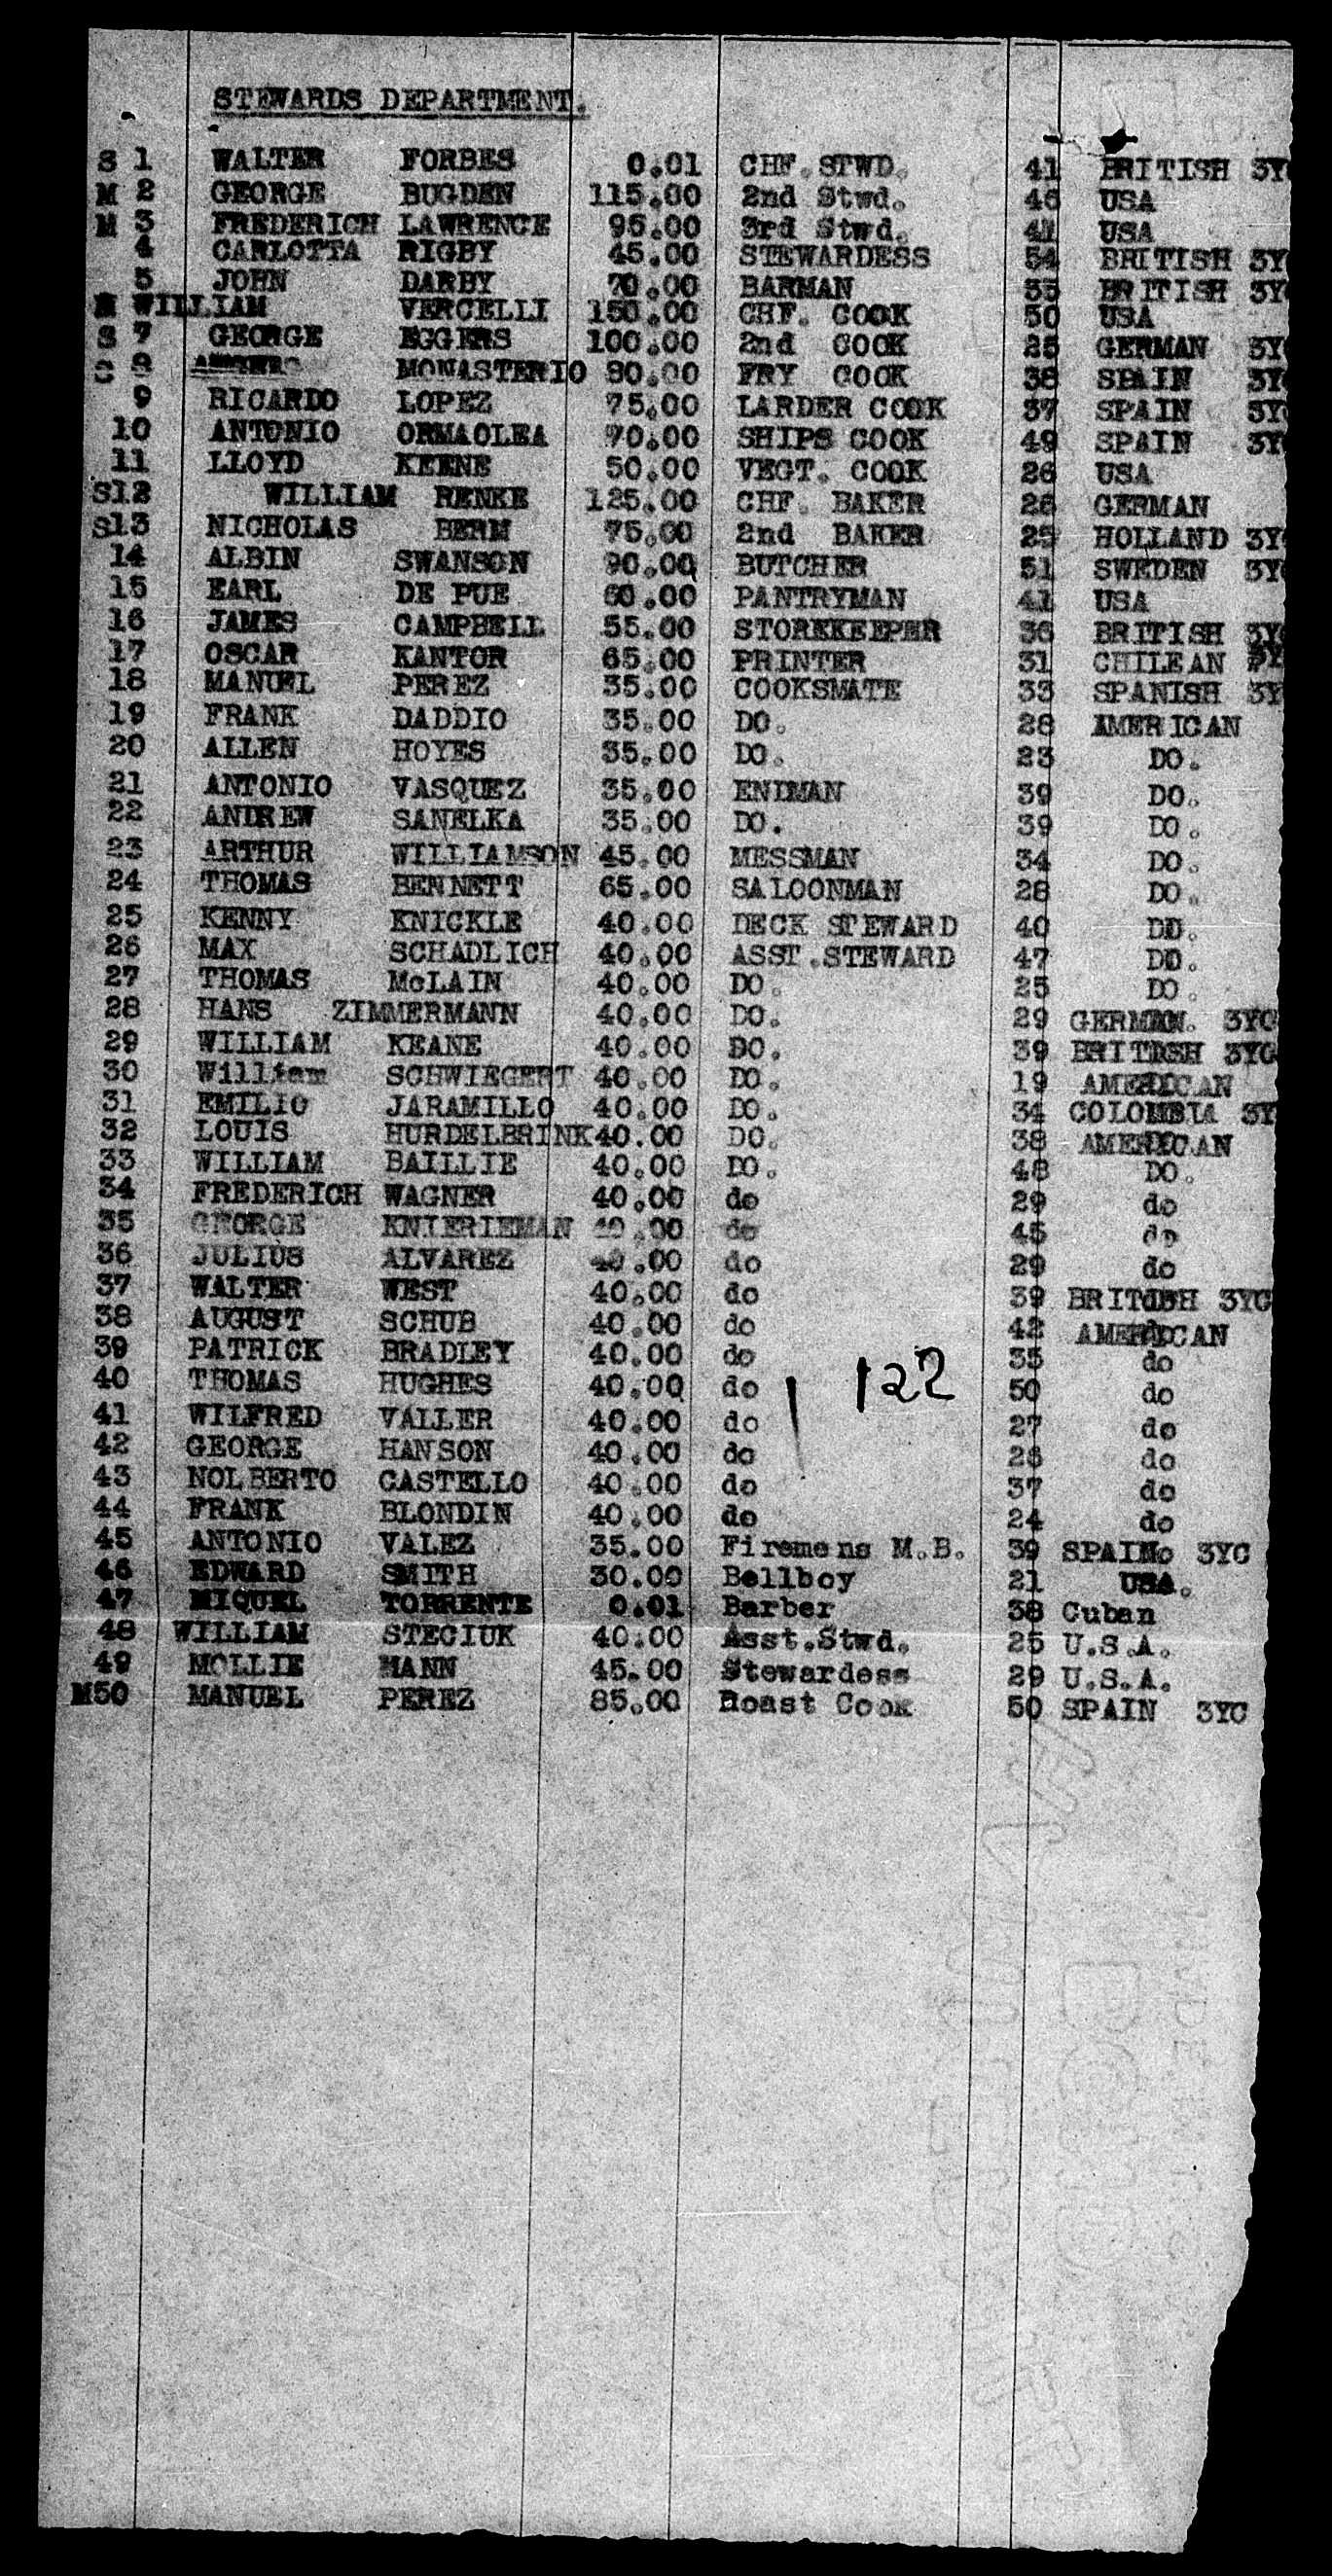 STEWARDS DEPARTMENT.
S 1 WALTER FORBES 0.01 CHF.STWD. 41 BRITISH 3Y
M 2 GEORGE BUGDEN 115.00 2nd Stwd. 46 USA
M 3 FREDERICH LAWRENCE 95.00 3rd Stwd. 41 USA
4 CARLOTTA RIGBY 45.00 STEWARDESS 54 BRITISH 3Y
5 JOHN DARBY 70.00 BARMAN 35 BRITISH 3Y
M WILLIAM VERCELLI 150.00 CHF. COOK 50 USA
S 7 GEORGE EGGERS 100.00 2nd COOK 25 GERMAN 3Y
S 8 MONASTERIO 80.00 FRY COOK 38 SPAIN 3Y
9 RICARDO LOPEZ 75.00 LARDER COOK 37 SPAIN 3Y
10 ANTONIO ORMAOLEA 70.00 SHIPS COOK 49 SPAIN 3Y
11 LLOYD KEENE 50.00 VEGT. COOK 26 USA
S12 WILLIAM RENKE 125.00 CHF. BAKER 28 GERMAN
S13 NICHOLAS BERM 75.00 2nd BAKER 25 HOLLAND 3Y
14 ALBIN SWANSON 90.00 BUTCHER 51 SWEDEN 3Y
15 EARL DE PUE 60.00 PANTRYMAN 41 USA
16 JAMES CAMPBELL 55.00 STOREKEEPER 36 BRITISH 3Y
17 OSCAR KANTOR 65.00 PRINTER 31 CHILEAN 3Y
18 MANUEL PEREZ 35.00 COOKSMATE 33 SPANISH 3Y
19 FRANK DADDIO 35.00 DO. 28 AMERICAN
20 ALLEN HOYES 35.00 DO. 23 DO.
21 ANTONIO VASQUEZ 35.00 ENDMAN 39 DO.
22 ANDREW SANELKA 35.00 DO. 39 DO.
23 ARTHUR WILLIAMSON 45.00 MESSMAN 34 DO.
24 THOMAS BENNETT 65.00 SALOONMAN 28 DO.
25 KENNY KNICKLE 40.00 DECK STEWARD 40 DO.
26 MAX SCHADLICH 40.00 ASST.STEWARD 47 DO.
27 THOMAS McLAIN 40.00 DO. 25 DO.
28 HANS ZIMMERMANN 40.00 DO. 29 GERMAN. 3YC
29 WILLIAM KEANE 40.00 DO. 39 BRITISH 3YC
30 William SCHWIEGERT 40.00 DO. 19 AMERICAN
31 EMILIO JARAMILLO 40.00 DO. 34 COLOMBIA 3Y
32 LOUIS HURDELBRINK 40.00 DO. 38 AMERICAN
33 WILLIAM BAILLIE 40.00 DO. 48 DO.
34 FREDERICH WAGNER 40.00 do 29 do
35 GEORGE KNIERIEMAN 40.00 do 45 do
36 JULIUS ALVAREZ 40.00 do 29 do
37 WALTER WEST 40.00 do 39 BRITISH 3YC
38 AUGUST SCHUB 40.00 do 42 AMERICAN
39 PATRICK BRADLEY 40.00 do 35 do
122
40 THOMAS HUGHES 40.00 do 50 do
41 WILFRED VALLER 40.00 do 27 do
42 GEORGE HANSON 40.00 do 28 do
43 NOLBERTO CASTELLO 40.00 do 37 do
44 FRANK BLONDIN 40.00 do 24 do
45 ANTONIO VALEZ 35.00 Firemens M.B. 39 SPAIN 3YC
46 EDWARD SMITH 30.00 Bellboy 21 USA.
47 MIQUEL TORRENTE 0.01 Barber 38 Cuban
48 WILLIAM STECIUK 40.00 Asst.Stwd. 25 U.S.A.
49 MOLLIE MANN 45.00 Stewardess 29 U.S.A.
M50 MANUEL PEREZ 85.00 Roast Cook 50 SPAIN 3YC